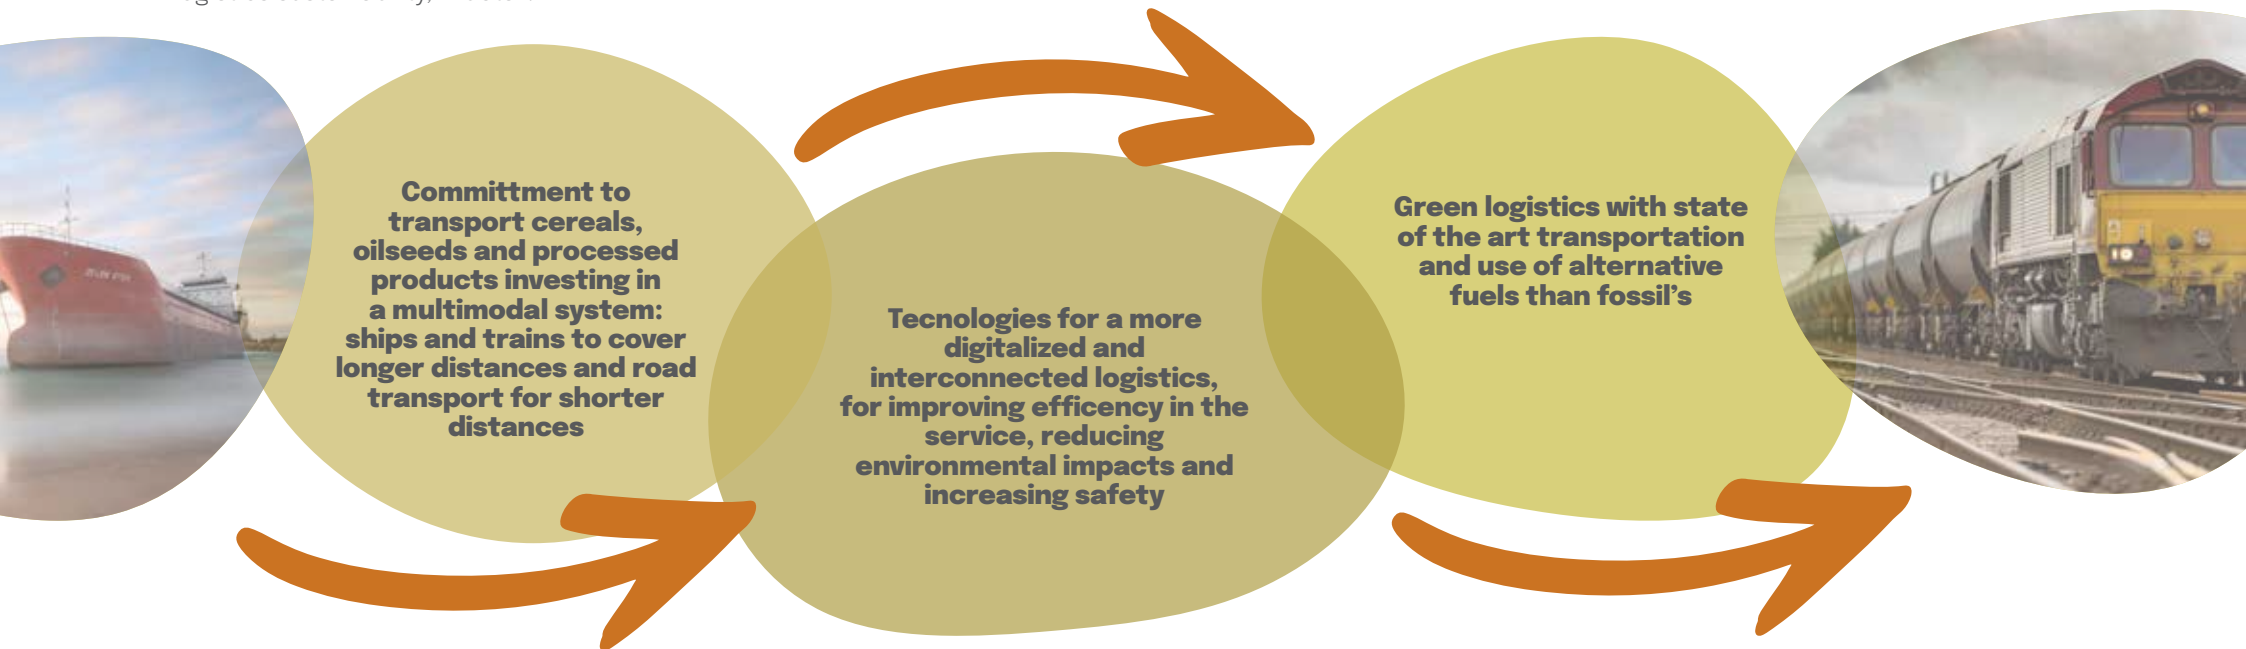 Committment to
transport cereals,
oilseeds and processed
products investing in
a multimodal system:
ships and trains to cover
longer distances and road
transport for shorter
distances
Tecnologies for a more
digitalized and
interconnected logistics,
for improving efficency in the
service, reducing
environmental impacts and
increasing safety
Green logistics with state
of the art transportation
and use of alternative
fuels than fossil’s